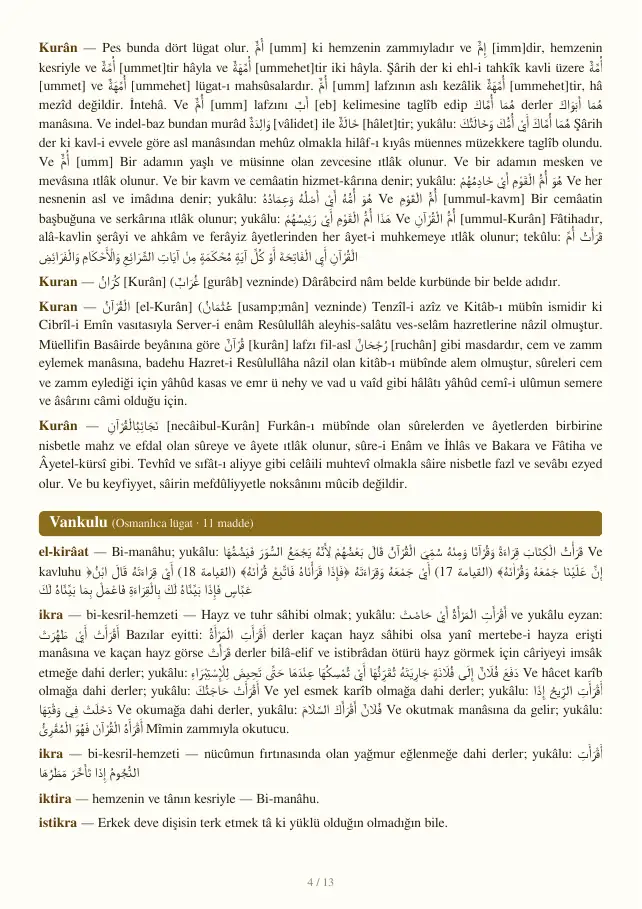 Kurân — Pes bunda dört lügat olur. أُمٌّ [umm] ki hemzenin zammıyladır ve إِمٌّ [imm]dir, hemzenin
kesriyle ve أُمَّةٌ [ummet]tir hâyla ve أُمَّهَةٌ [ummehet]tir iki hâyla. Şârih der ki ehl-i tahkîk kavli üzere أُمَّةٌ
[ummet] ve أُمَّهَةٌ [ummehet] lügat-ı mahsûsalardır. أُمٌّ [umm] lafzının aslı kezâlik أُمَّهَةٌ [ummehet]tir, hâ
mezîd değildir. İntehâ. Ve أُمٌّ [umm] lafzını أَبٌ [eb] kelimesine taglîb edip هُمَا أُمَّاكَ derler هُمَا أَبَوَاكَ
manâsına. Ve indel-baz bundan murâd وَالِدَةٌ [vâlidet] ile خَالَةٌ [hâlet]tir; yukâlu: هُمَا أُمَّاكَ أَيْ أُمُّكَ وَخَالَتُكَ Şârih
der ki kavl-i evvele göre asl manâsından mehûz olmakla hilâf-ı kıyâs müennes müzekkere taglîb olundu.
Ve أُمٌّ [umm] Bir adamın yaşlı ve müsinne olan zevcesine ıtlâk olunur. Ve bir adamın mesken ve
mevâsına ıtlâk olunur. Ve bir kavm ve cemâatin hizmet-kârına denir; yukâlu: هُوَ أُمُّ الْقَوْمِ أَيْ خَادِمُهُمْ Ve her
nesnenin asl ve imâdına denir; yukâlu: هُوَ أُمُّهُ أَيْ أَصْلُهُ وَعِمَادُهُ Ve أُمُّ الْقَوْمِ [ummul-kavm] Bir cemâatin
başbuğuna ve serkârına ıtlâk olunur; yukâlu: هَذَا أُمُّ الْقَوْمِ أَيْ رَئِيسُهُمْ Ve أُمُّ الْقُرْآنِ [ummul-Kurân] Fâtihadır,
alâ-kavlin şerâyi ve ahkâm ve ferâyiz âyetlerinden her âyet-i muhkemeye ıtlak olunur; tekûlu: قَرَأْتُ أُمَّ
الْقُرْآنِ أَيِ الْفَاتِحَةَ أَوْ كُلَّ آيَةٍ مُحْكَمَةٍ مِنْ آيَاتِ الشَّرَائِعِ وَالْأَحْكَامِ وَالْفَرَائِضِ
Kuran — كُرَانٌ [Kurân] (غُرَابٌ [gurâb] vezninde) Dârâbcird nâm belde kurbünde bir belde adıdır.
Kuran — الْقُرْآنُ [el-Kurân] (عُثْمَانُ [usamp;mân] vezninde) Tenzîl-i azîz ve Kitâb-ı mübîn ismidir ki
Cibrîl-i Emîn vasıtasıyla Server-i enâm Resûlullâh aleyhis-salâtu ves-selâm hazretlerine nâzil olmuştur.
Müellifin Basâirde beyânına göre قُرْآنٌ [kurân] lafzı fil-asl رُجْحَانٌ [ruchân] gibi masdardır, cem ve zamm
eylemek manâsına, badehu Hazret-i Resûlullâha nâzil olan kitâb-ı mübînde alem olmuştur, sûreleri cem
ve zamm eylediği için yâhûd kasas ve emr ü nehy ve vad u vaîd gibi hâlâtı yâhûd cemî-i ulûmun semere
ve âsârını câmi olduğu için.
Kurân — نَجَائِبُالْقُرْآنِ [necâibul-Kurân] Furkân-ı mübînde olan sûrelerden ve âyetlerden birbirine
nisbetle mahz ve efdal olan sûreye ve âyete ıtlâk olunur, sûre-i Enâm ve İhlâs ve Bakara ve Fâtiha ve
Âyetel-kürsî gibi. Tevhîd ve sıfât-ı aliyye gibi celâili muhtevî olmakla sâire nisbetle fazl ve sevâbı ezyed
olur. Ve bu keyfiyyet, sâirin mefdûliyyetle noksânını mûcib değildir.
Vankulu (Osmanlıca lügat · 11 madde)
el-kirâat — Bi-manâhu; yukâlu: قَرَأْتُ الْكِتَابَ قِرَاءَةً وَقُرْآنًا وَمِنْهُ سُمِّيَ الْقُرْآنُ قَالَ بَعْضُهُمْ لِأَنَّهُ يَجْمَعُ السُّوَرَ فَيَضُمُّهَا Ve
kavluhu ﴿إِنَّ عَلَيْنَا جَمْعَهُ وَقُرْآنَهُ﴾ (القيامة 17) أَيْ جَمْعَهُ وَقِرَاءَتَهُ ﴿فَإِذَا قَرَأْنَاهُ فَاتَّبِعْ قُرْآنَهُ﴾ (القيامة 18) أَيْ قِرَاءَتَهُ قَالَ ابْنُ
عَبَّاسٍ فَإِذَا بَيَّنَّاهُ لَكَ بِالْقِرَاءَةِ فَاعْمَلْ بِمَا بَيَّنَّاهُ لَكَ
ikra — bi-kesril-hemzeti — Hayz ve tuhr sâhibi olmak; yukâlu: أَقْرَأَتِ الْمَرْأَةُ أَيْ حَاضَتْ ve yukâlu eyzan:
أَقْرَأَتْ أَيْ طَهُرَتْ Bazılar eyitti: أَقْرَأَتِ الْمَرْأَةُ derler kaçan hayz sâhibi olsa yanî mertebe-i hayza erişti
manâsına ve kaçan hayz görse قَرَأَتْ derler bilâ-elif ve istibrâdan ötürü hayz görmek için câriyeyi imsâk
etmeğe dahi derler; yukâlu: دَفَعَ فُلَانٌ إِلَى فُلَانَةٍ جَارِيَتَهُ تُقَرِّئُهَا أَيْ تُمْسِكُهَا عِنْدَهَا حَتَّى تَحِيضَ لِلْإِسْتِبْرَاءِ Ve hâcet karîb
olmağa dahi derler; yukâlu: أَقْرَأَتْ حَاجَتُكَ Ve yel esmek karîb olmağa dahi derler; yukâlu: أَقْرَأَتِ الرِّيحُ إِذَا
دَخَلَتْ فِي وَقْتِهَا Ve okumağa dahi derler, yukâlu: فُلَانٌ أَقْرَأَكَ السَّلَامَ Ve okutmak manâsına da gelir; yukâlu:
أَقْرَأَهُ الْقُرْآنَ فَهُوَ الْمُقْرِئُ Mîmin zammıyla okutucu.
ikra — bi-kesril-hemzeti — nücûmun fırtınasında olan yağmur eğlenmeğe dahi derler; yukâlu: أَقْرَأَتِ
النُّجُومُ إِذَا تَأَخَّرَ مَطَرُهَا
iktira — hemzenin ve tânın kesriyle — Bi-manâhu.
istikra — Erkek deve dişisin terk etmek tâ ki yüklü olduğın olmadığın bile.
4 / 13